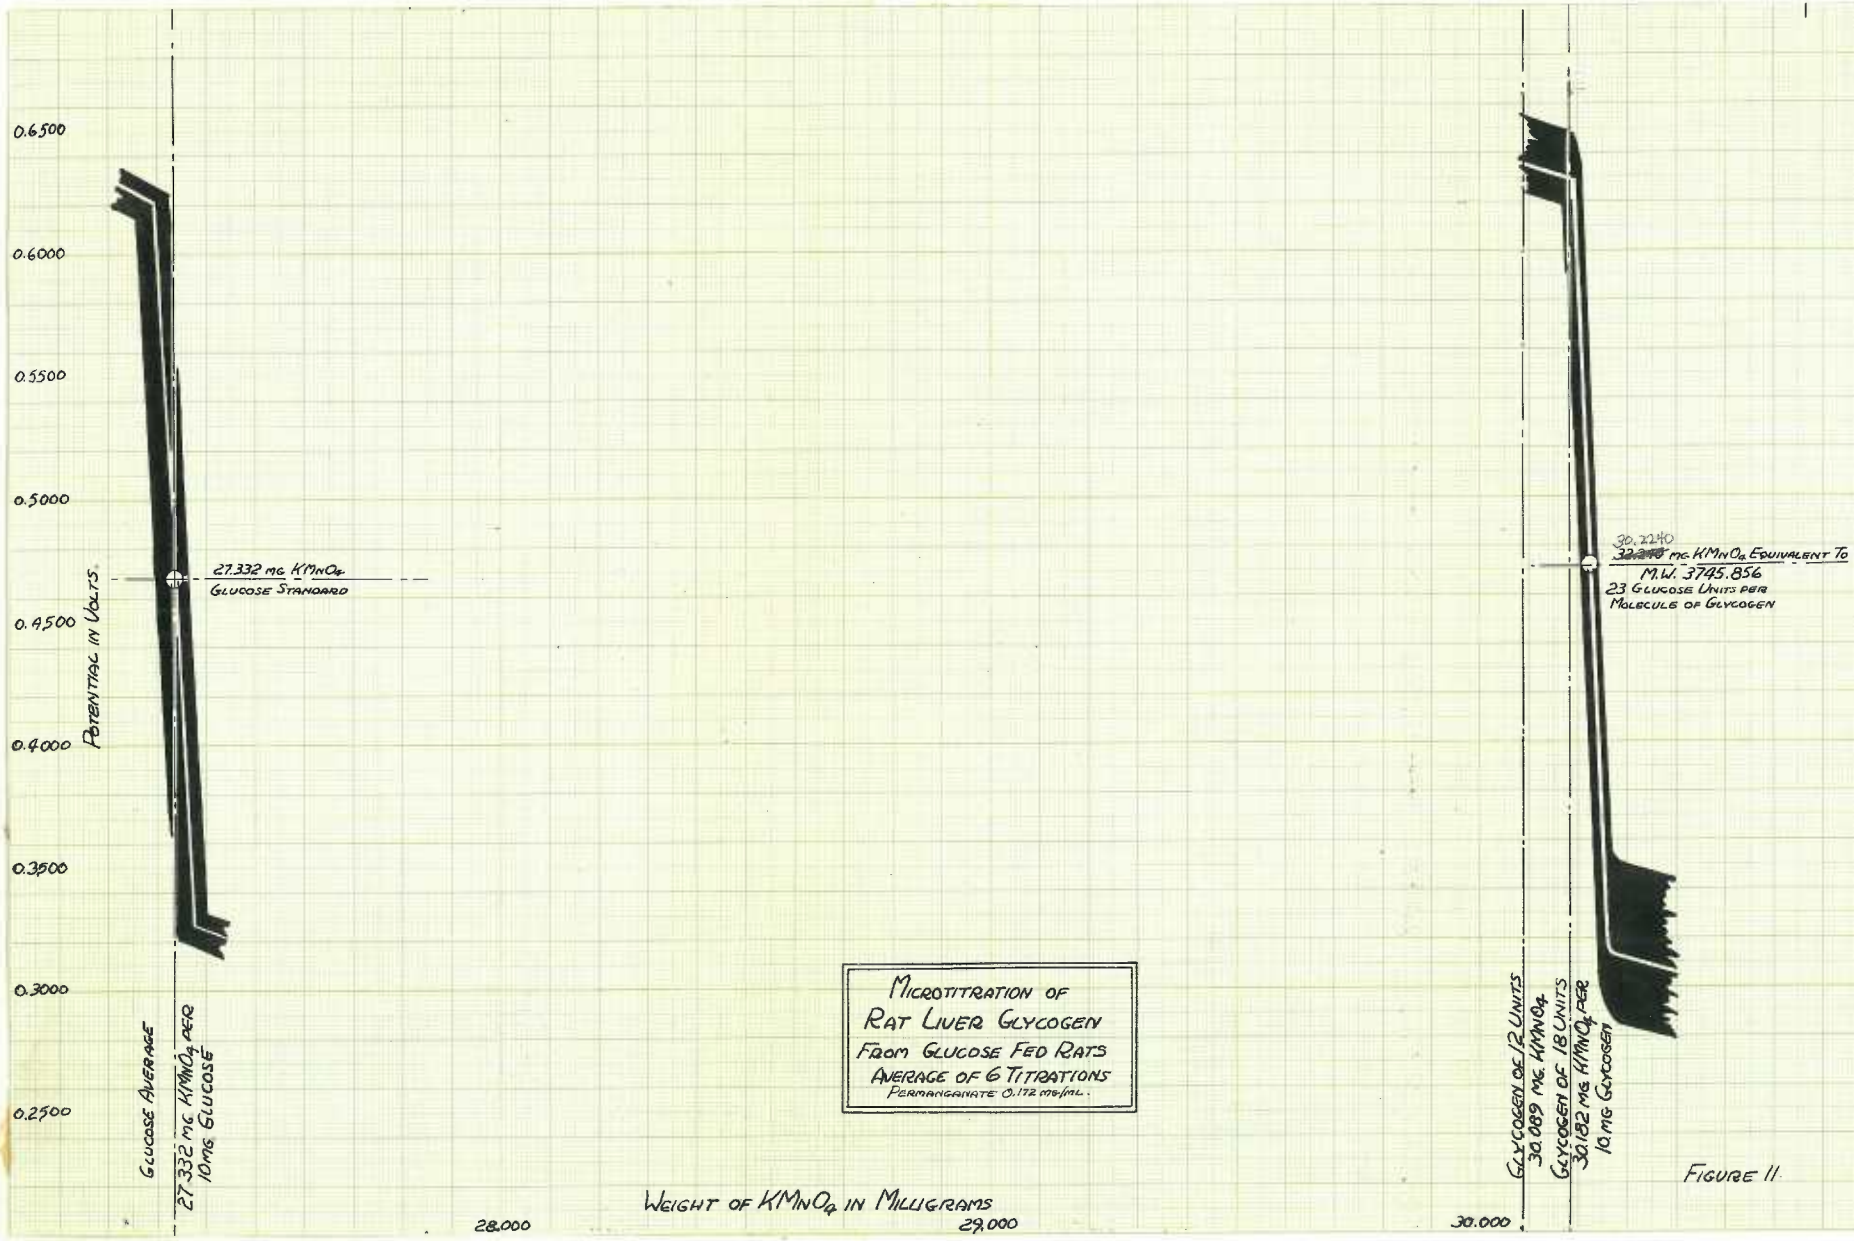 0.6500
0.6000
0.5500
0.5000
0.4500
0.4000
0.3500
0.3000
0.2500
POTENTIAL IN VOLTS.
27.332 MG KMNO4
GLUCOSE STANDARD
30.2240
MG KMNO4 EQUIVALENT TO
M.W. 3745.856
23 GLUCOSE UNITS PER
MOLECULE OF GLYCOGEN
MICROTITRATION OF
RAT LIVER GLYCOGEN
FROM GLUCOSE FED RATS
AVERAGE OF 6 TITRATIONS
PERMANGANATE 0.172 MG/ML.
GLUCOSE AVERAGE
27.332 MG KMNO4 PER
10 MG GLUCOSE
GLYCOGEN OF 12 UNITS
30.089 MG. KMNO4
GLYCOGEN OF 18 UNITS
30.182 MG KMNO4 PER
10 MG GLYCOGEN
FIGURE 11.
WEIGHT OF KMNO4 IN MILLIGRAMS
28.000
29.000
30.000